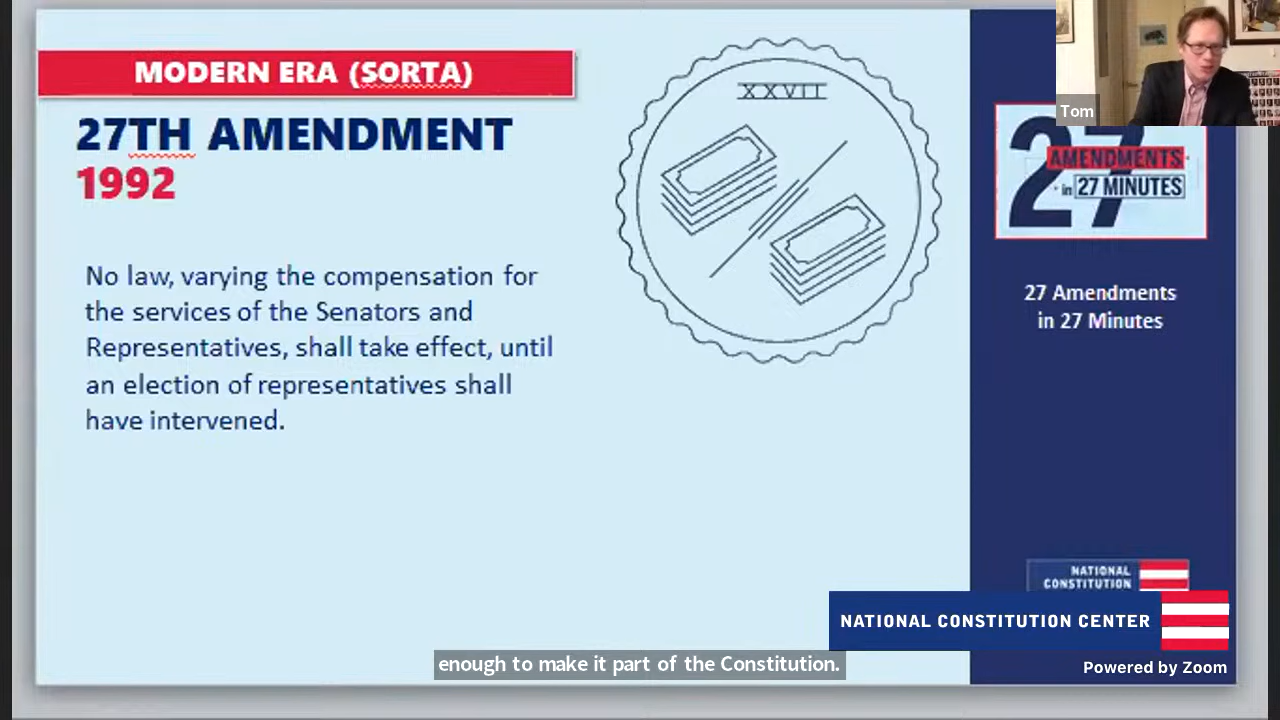 MODERN ERA (SORTA)
27TH AMENDMENT
1992
No law, varying the compensation for
the services of the Senators and
Representatives, shall take effect, until
an election of representatives shall
have intervened.
XXVII
Tom
27
AMENDMENTS
in 27 MINUTES
27 Amendments
in 27 Minutes
NATIONAL
CONSTITUTION
NATIONAL CONSTITUTION CENTER
Powered by Zoom
enough to make it part of the Constitution.